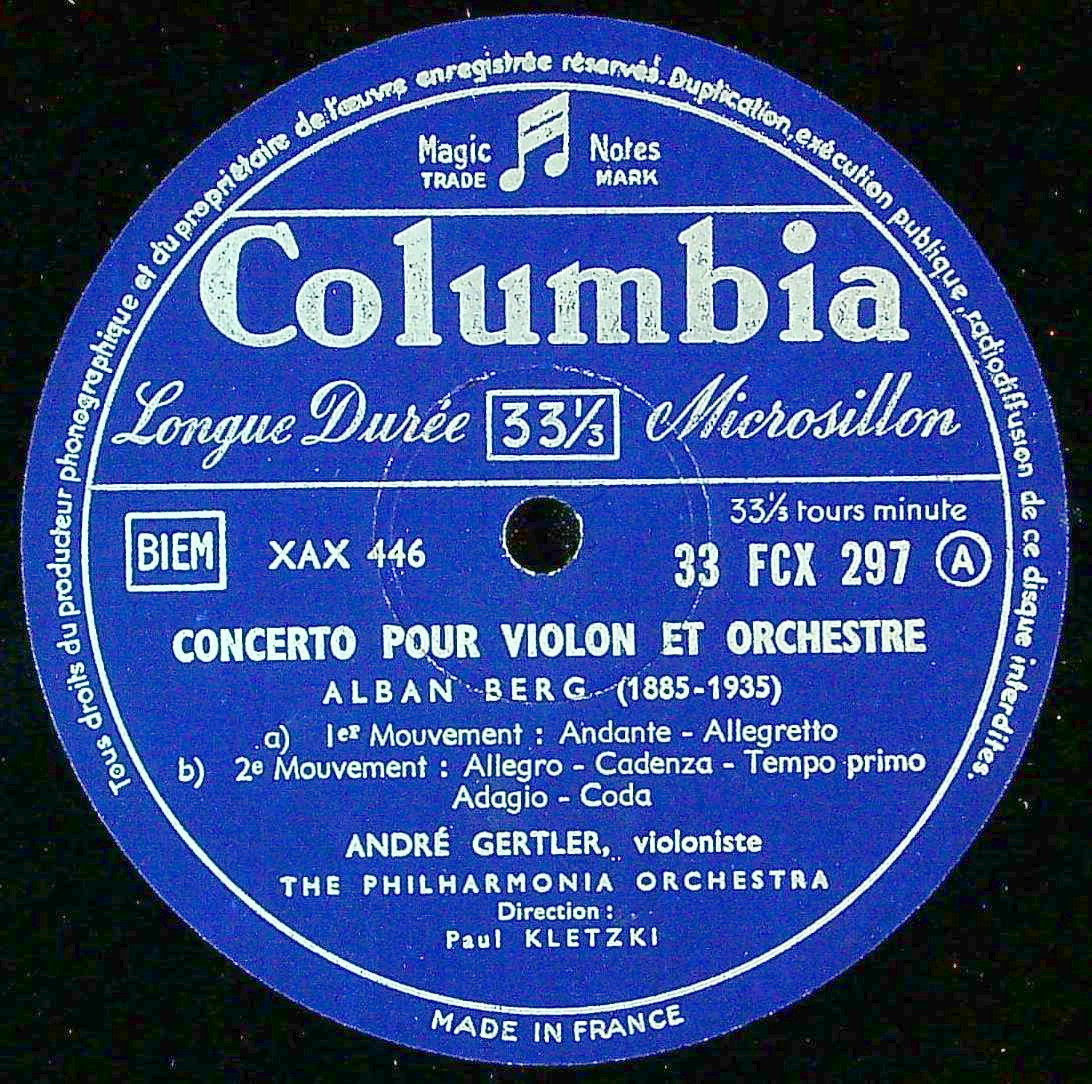 Tous droits du producteur phonographique et du propriétaire de l'œuvre enregistrée réservés. Duplication, exécution publique, radiodiffusion de ce disque interdites.
Magic Notes
TRADE MARK
Columbia
Longue Durée 33⅓ Microsillon
33⅓ tours minute
BIEM XAX 446 33 FCX 297 A
CONCERTO POUR VIOLON ET ORCHESTRE
ALBAN BERG (1885-1935)
a) 1er Mouvement : Andante - Allegretto
b) 2e Mouvement : Allegro - Cadenza - Tempo primo
Adagio - Coda
ANDRÉ GERTLER, violoniste
THE PHILHARMONIA ORCHESTRA
Direction :
Paul KLETZKI
MADE IN FRANCE